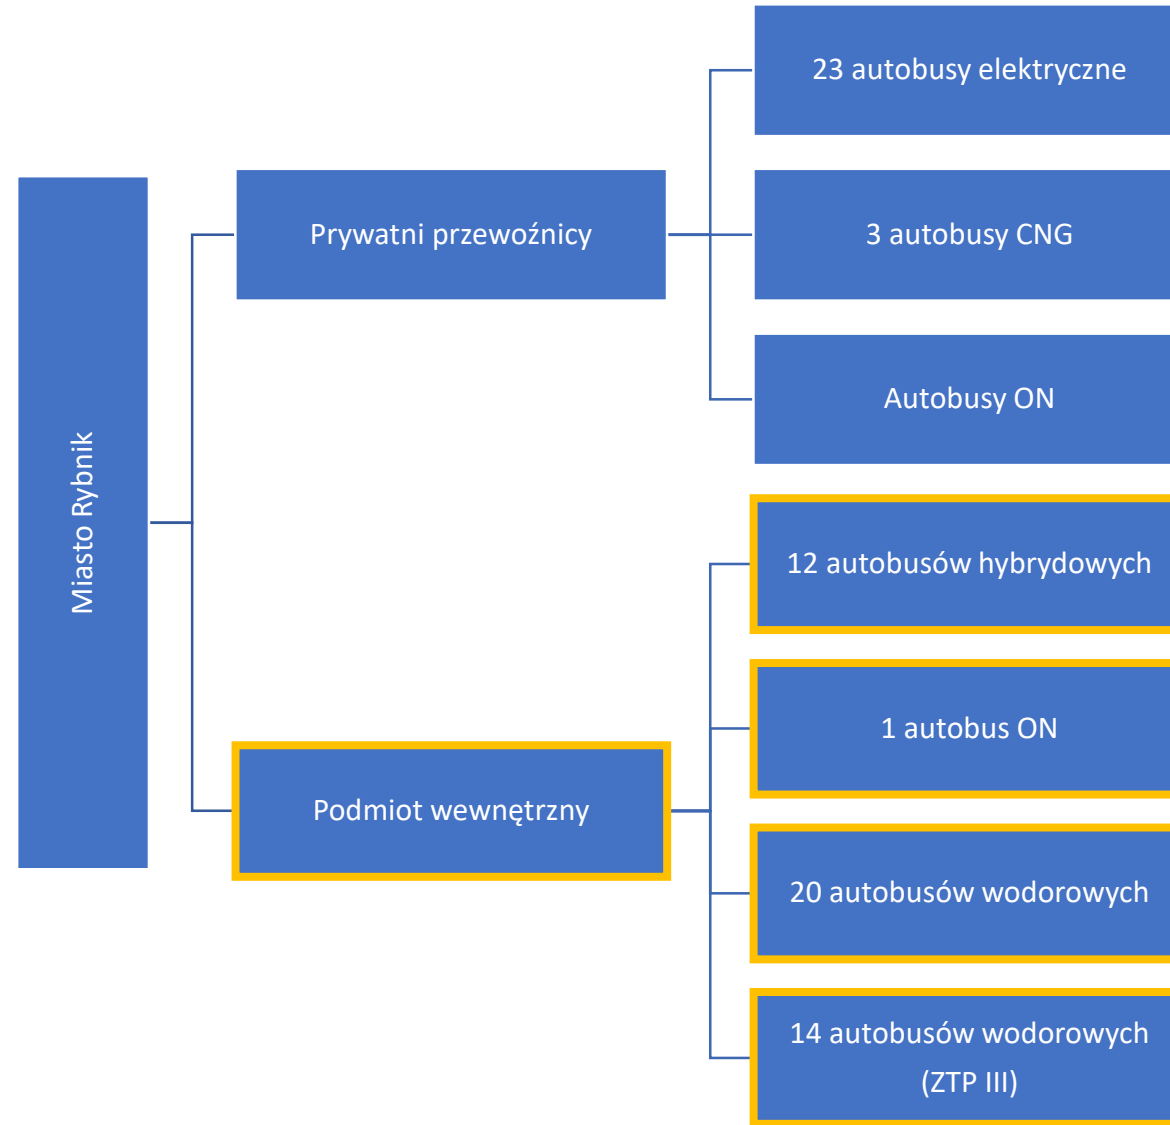 Miasto Rybnik
Prywatni przewoźnicy
23 autobusy elektryczne
3 autobusy CNG
Autobusy ON
Podmiot wewnętrzny
12 autobusów hybrydowych
1 autobus ON
20 autobusów wodorowych
14 autobusów wodorowych
(ZTP III)